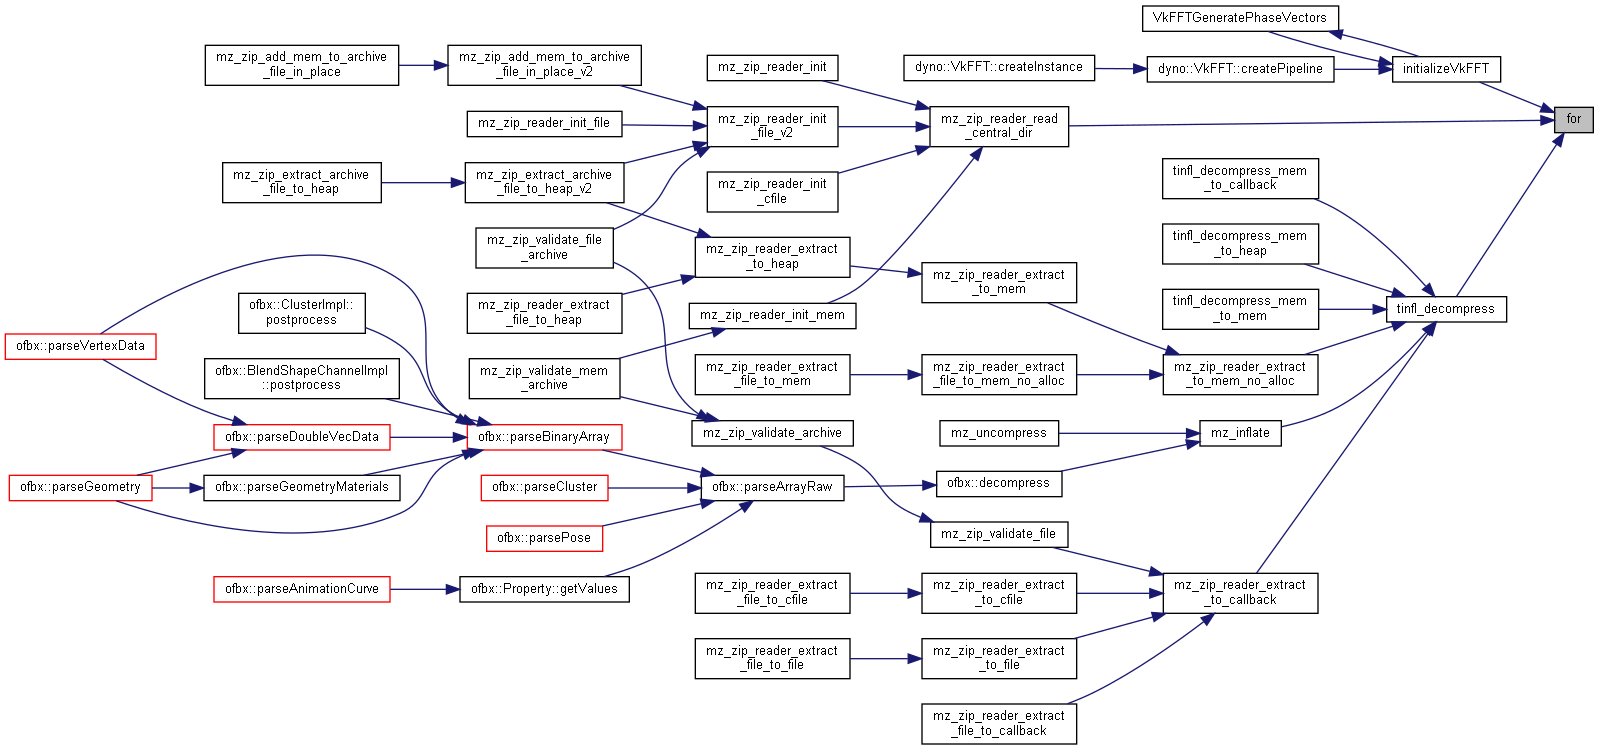 VkFFTGeneratePhaseVectors
mz_zip_add_mem_to_archive
_file_in_place
mz_zip_add_mem_to_archive
_file_in_place_v2
mz_zip_reader_init
dyno::VkFFT::createInstance
dyno::VkFFT::createPipeline
initializeVkFFT
mz_zip_reader_init_file
mz_zip_reader_init
_file_v2
mz_zip_reader_read
_central_dir
for
mz_zip_extract_archive
_file_to_heap
mz_zip_extract_archive
_file_to_heap_v2
mz_zip_reader_init
_cfile
tinfl_decompress_mem
_to_callback
mz_zip_validate_file
_archive
mz_zip_reader_extract
_to_heap
tinfl_decompress_mem
_to_heap
mz_zip_reader_extract
_to_mem
ofbx::ClusterImpl::
postprocess
mz_zip_reader_extract
_file_to_heap
mz_zip_reader_init_mem
tinfl_decompress_mem
_to_mem
tinfl_decompress
ofbx::parseVertexData
ofbx::BlendShapeChannelImpl
::postprocess
mz_zip_validate_mem
_archive
mz_zip_reader_extract
_file_to_mem
mz_zip_reader_extract
_file_to_mem_no_alloc
mz_zip_reader_extract
_to_mem_no_alloc
ofbx::parseDoubleVecData
ofbx::parseBinaryArray
mz_zip_validate_archive
mz_uncompress
mz_inflate
ofbx::parseGeometry
ofbx::parseGeometryMaterials
ofbx::parseCluster
ofbx::parseArrayRaw
ofbx::decompress
ofbx::parsePose
mz_zip_validate_file
ofbx::parseAnimationCurve
ofbx::Property::getValues
mz_zip_reader_extract
_file_to_cfile
mz_zip_reader_extract
_to_cfile
mz_zip_reader_extract
_to_callback
mz_zip_reader_extract
_file_to_file
mz_zip_reader_extract
_to_file
mz_zip_reader_extract
_file_to_callback